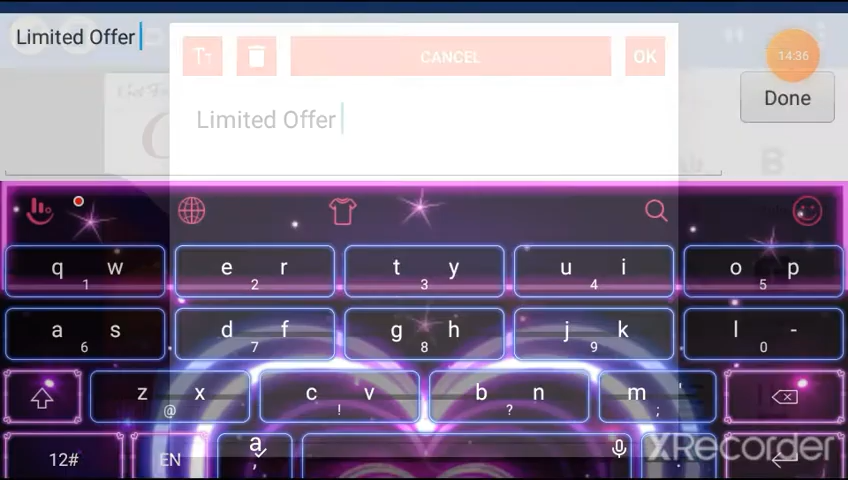 Limited Offer
14:36
Tт
CANCEL
OK
Limited Offer
Done
B
q w e r t y u i o p
1 2 3 4 5
a s d f g h j k l -
6 7 8 9 0
z x c v b n m '
@ ! ? ;
12# EN a , .
XRecorder